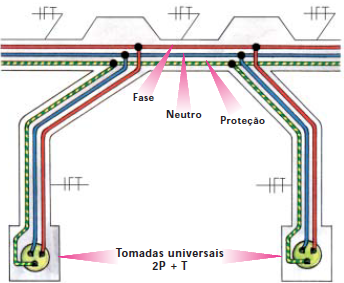 Fase
Neutro
Proteção
Tomadas universais
2P + T